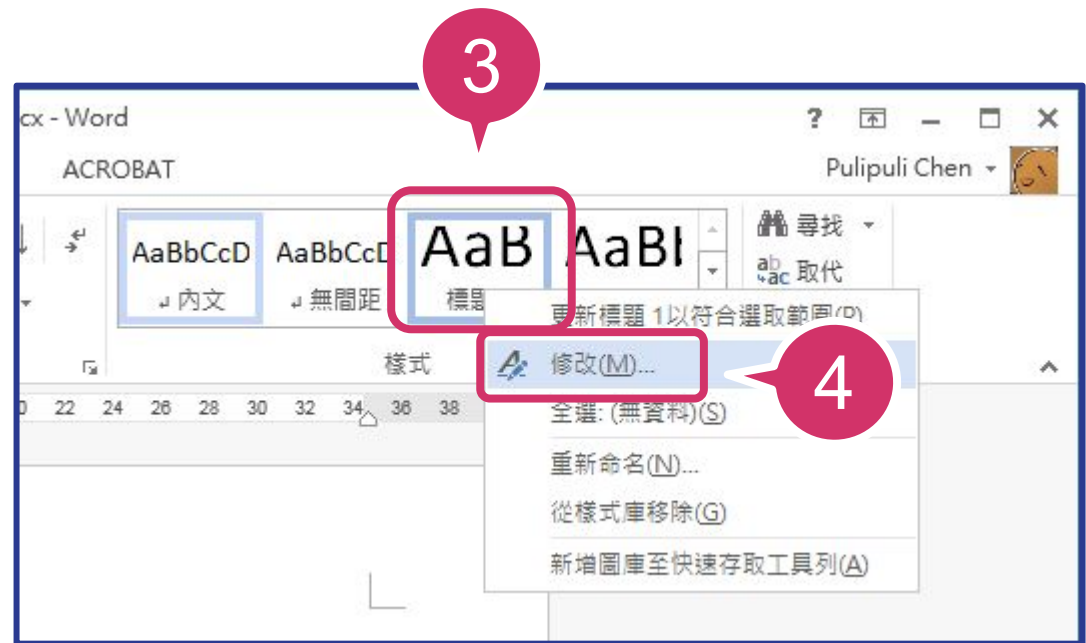 3
cx - Word
?
ACROBAT
Pulipuli Chen
AaBbCcD AaBbCcD AaB AaBl
尋找
取代
內文 無間距 標題
更新標題 1以符合選取範圍(P)
樣式
修改(M)...
4
22 24 26 28 30 32 34 36 38
全選: (無資料)(S)
重新命名(N)...
從樣式庫移除(G)
新增圖庫至快速存取工具列(A)